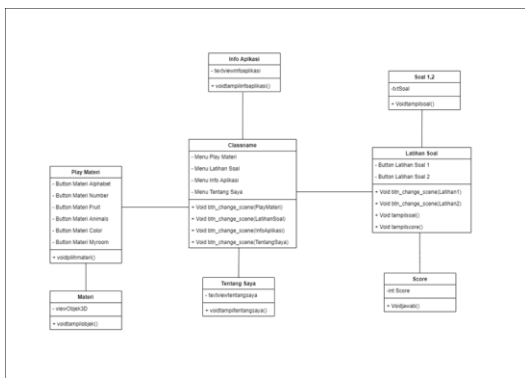 Info Aplikasi
- textviewinfoaplikasi
+ voidtampilinfoaplikasi()
Soal 1,2
-txtSoal
+ Voidtampilsoal()
Classname
- Menu Play Materi
- Menu Latihan Soal
- Menu Info Aplikasi
- Menu Tentang Saya
+ Void btn_change_scene(PlayMateri)
+ Void btn_change_scene(LatihanSoal)
+ Void btn_change_scene(InfoAplikasi)
+ Void btn_change_scene(TentangSaya)
Latihan Soal
- Button Latihan Soal 1
- Button Latihan Soal 2
+ Void btn_change_scene(Latihan1)
+ Void btn_change_scene(Latihan2)
+ Void tampilsoal()
+ Void tampilscore()
Play Materi
- Button Materi Alphabet
- Button Materi Number
- Button Materi Fruit
- Button Materi Animals
- Button Materi Color
- Button Materi Myroom
+ voidpilihmateri()
Materi
- viewObjek3D
+ voidtampilobjek()
Tentang Saya
- textviewtentangsaya
+ voidtampiltentangsaya()
Score
-int Score
+ Voidjawab()